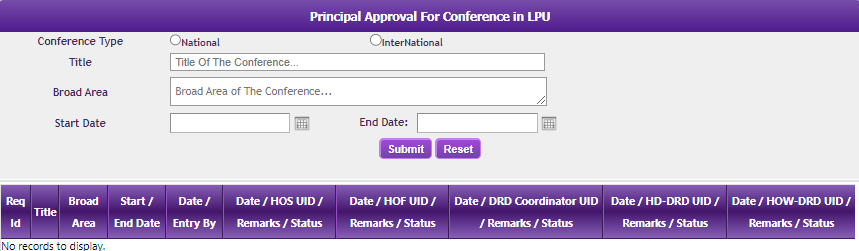 Principal Approval For Conference in LPU
Conference Type National InterNational
Title Title Of The Conference...
Broad Area Broad Area of The Conference...
Start Date End Date:
Submit Reset
Req Id Title Broad Area Start / End Date Date / Entry By Date / HOS UID / Remarks / Status Date / HOF UID / Remarks / Status Date / DRD Coordinator UID / Remarks / Status Date / HD-DRD UID / Remarks / Status Date / HOW-DRD UID / Remarks / Status
No records to display.